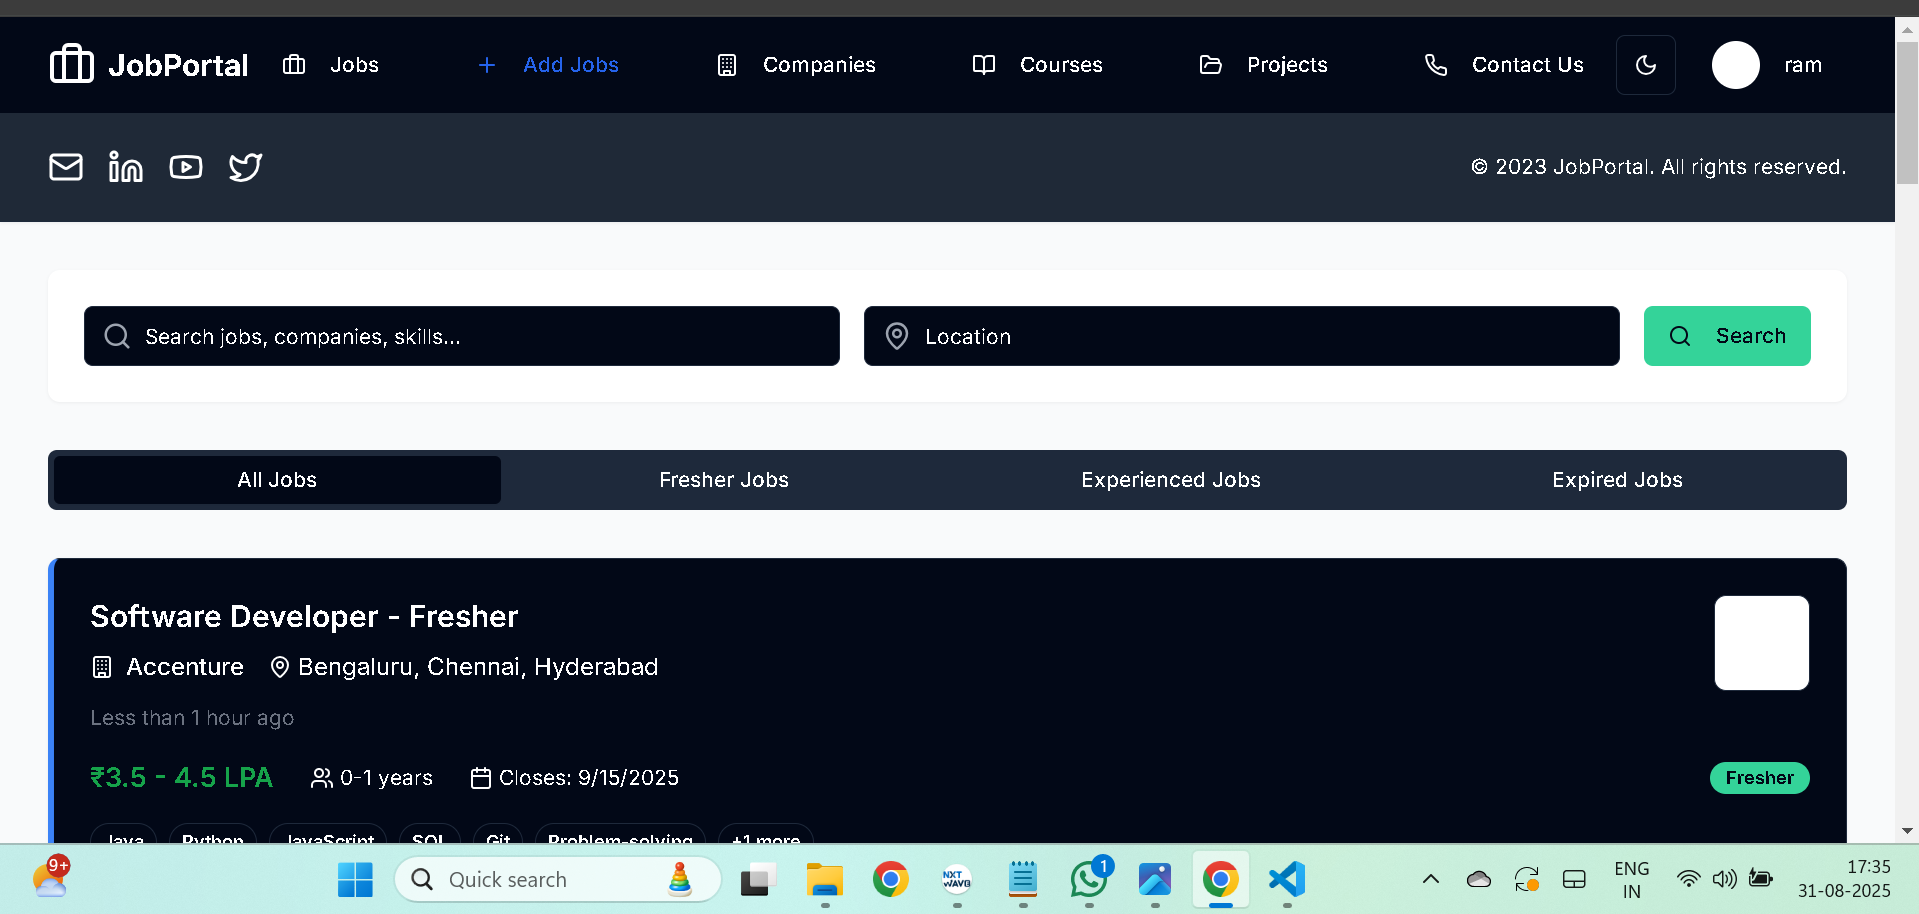 JobPortal Jobs Add Jobs Companies Courses Projects Contact Us ram
© 2023 JobPortal. All rights reserved.
Search jobs, companies, skills... Location Search
All Jobs Fresher Jobs Experienced Jobs Expired Jobs
Software Developer - Fresher
Accenture Bengaluru, Chennai, Hyderabad
Less than 1 hour ago
₹3.5 - 4.5 LPA 0-1 years Closes: 9/15/2025 Fresher
Java Python JavaScript SQL Git Problem-solving +1 more
9+ Quick search NXT WAVE 1 ENG IN 17:35
31-08-2025